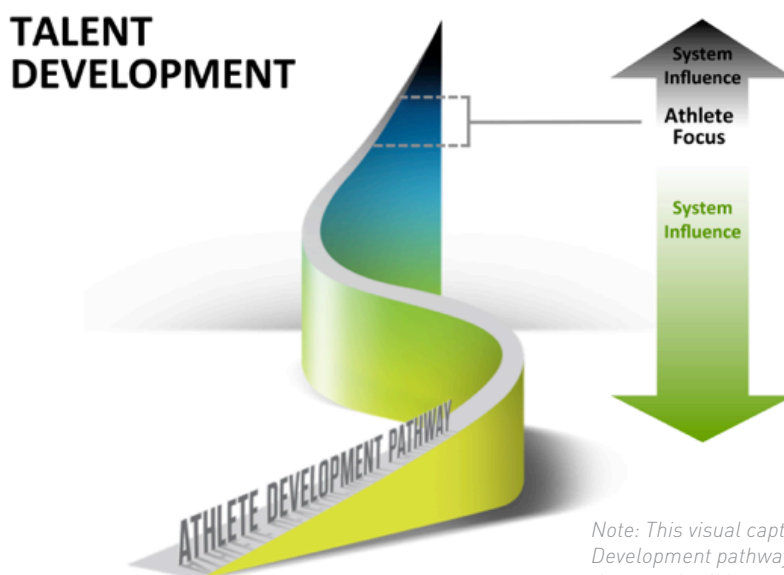 TALENT
DEVELOPMENT
System
Influence
Athlete
Focus
System
Influence
ATHLETE DEVELOPMENT PATHWAY
Note: This visual capt
Development pathway